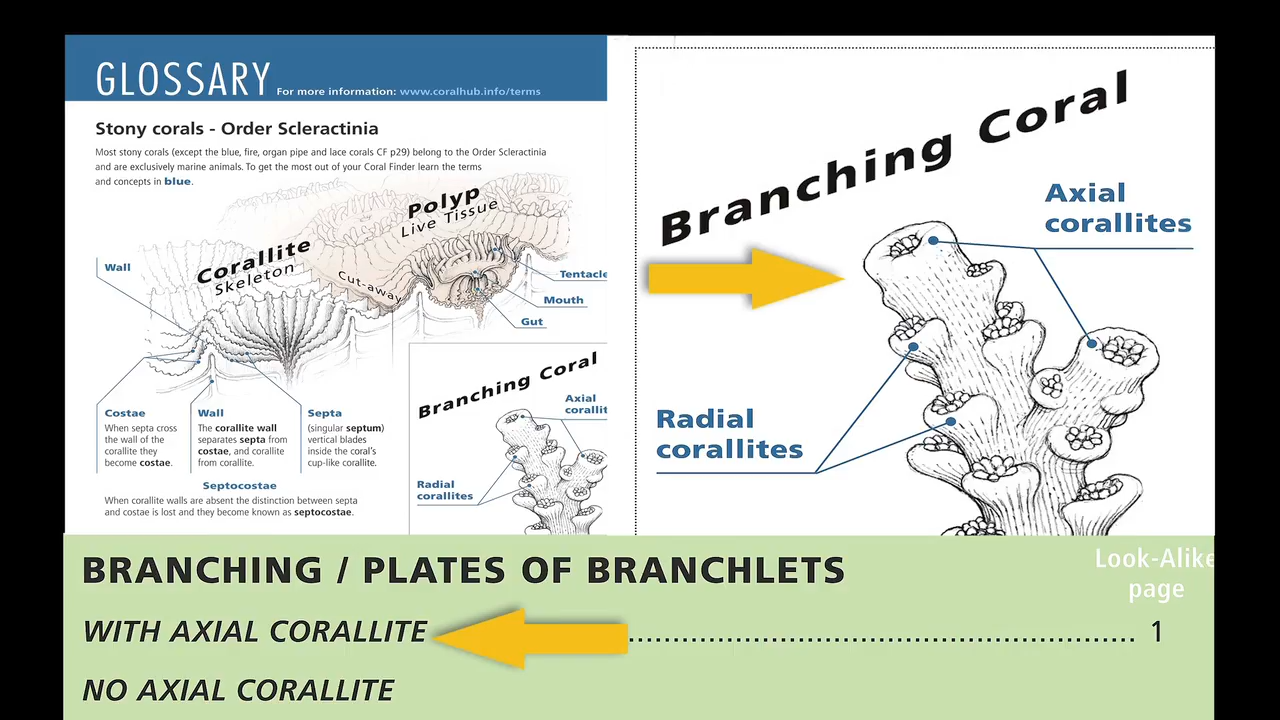 GLOSSARY For more information: www.coralhub.info/terms
Stony corals - Order Scleractinia
Most stony corals (except the blue, fire, organ pipe and lace corals CF p29) belong to the Order Scleractinia
and are exclusively marine animals. To get the most out of your Coral Finder learn the terms
and concepts in blue.
Polyp
Live Tissue
Corallite
Skeleton
Cut-away
Wall
Tentacle
Mouth
Gut
Costae
When septa cross
the wall of the
corallite they
become costae.
Wall
The corallite wall
separates septa from
costae, and corallite
from corallite.
Septa
(singular septum)
vertical blades
inside the coral's
cup-like corallite.
Septocostae
When corallite walls are absent the distinction between septa
and costae is lost and they become known as septocostae.
Branching Coral
Axial
corallit
Radial
corallites
Branching Coral
Axial
corallites
Radial
corallites
BRANCHING / PLATES OF BRANCHLETS
Look-Alike
page
WITH AXIAL CORALLITE ........................................................ 1
NO AXIAL CORALLITE